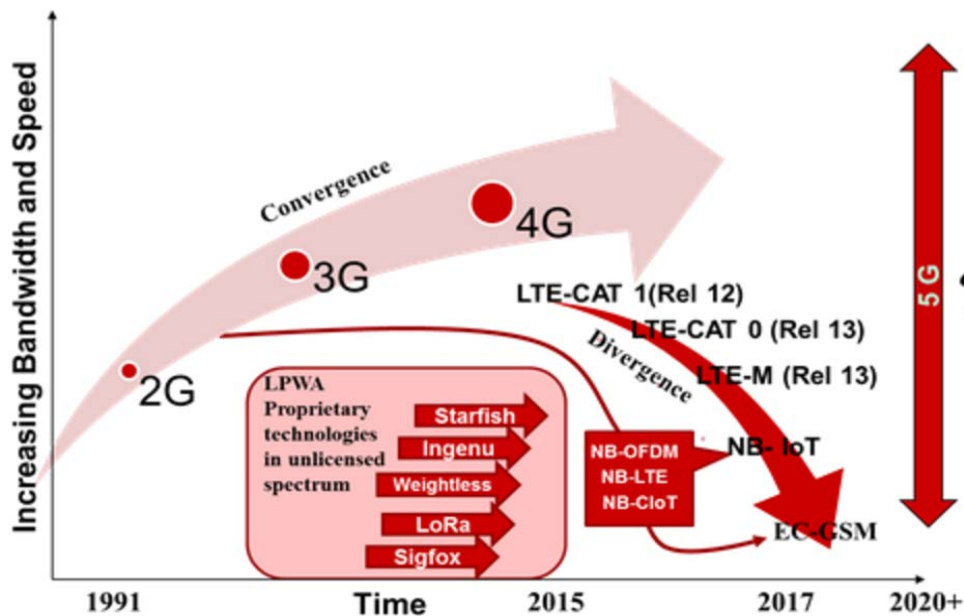 Increasing Bandwidth and Speed
Convergence
4G
3G
2G
5 G
LTE-CAT 1(Rel 12)
LTE-CAT 0 (Rel 13)
Divergence
LTE-M (Rel 13)
NB- IoT
EC-GSM
LPWA
Proprietary
technologies
in unlicensed
spectrum
Starfish
Ingenu
Weightless
LoRa
Sigfox
NB-OFDM
NB-LTE
NB-CIoT
1991
Time
2015
2017
2020+